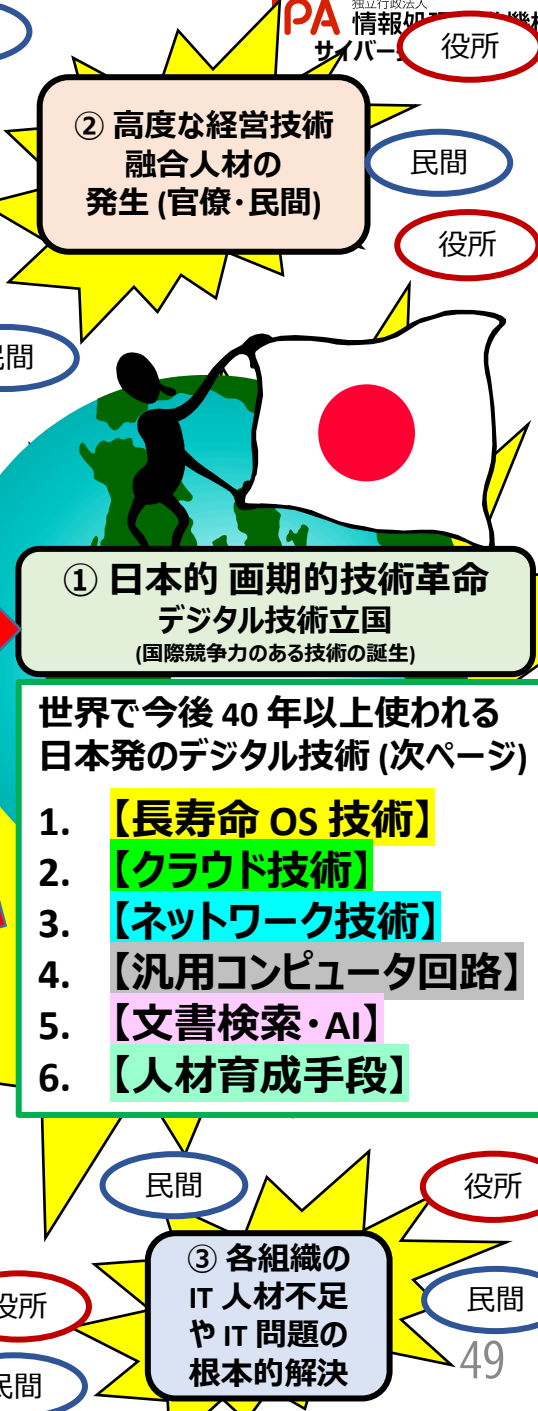 独立行政法人
PA 情報処
サイバー
役所
② 高度な経営技術
融合人材の
発生 (官僚・民間)
民間
役所
民間
① 日本的 画期的技術革命
デジタル技術立国
(国際競争力のある技術の誕生)
世界で今後 40 年以上使われる
日本発のデジタル技術 (次ページ)
1. 【長寿命 OS 技術】
2. 【クラウド技術】
3. 【ネットワーク技術】
4. 【汎用コンピュータ回路】
5. 【文書検索・AI】
6. 【人材育成手段】
民間
役所
③ 各組織の
IT 人材不足
や IT 問題の
根本的解決
役所
民間
民間
49